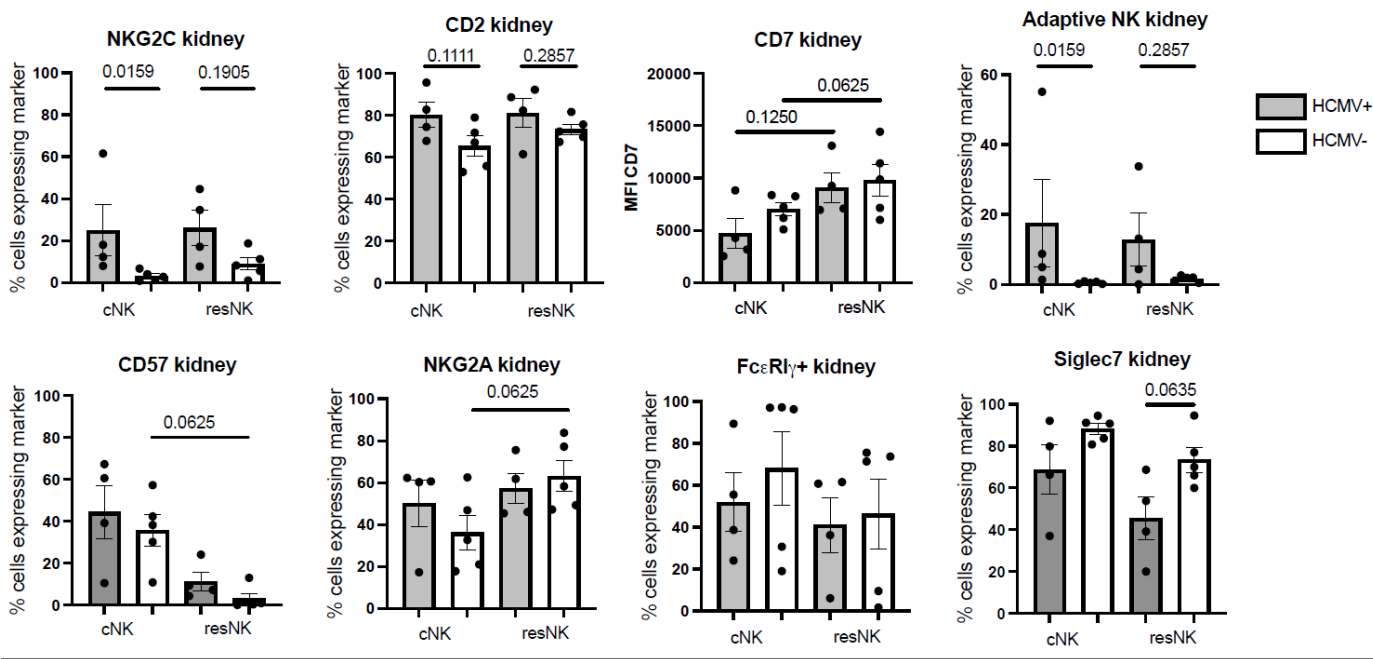 NKG2C kidney
0.0159 0.1905
% cells expressing marker
100
80
60
40
20
0
cNK resNK
CD2 kidney
0.1111 0.2857
% cells expressing marker
100
80
60
40
20
0
cNK resNK
CD7 kidney
0.0625
0.1250
MFI CD7
20000
15000
10000
5000
0
cNK resNK
Adaptive NK kidney
0.0159 0.2857
% cells expressing marker
60
40
20
0
cNK resNK
HCMV+
HCMV-
CD57 kidney
0.0625
% cells expressing marker
100
80
60
40
20
0
cNK resNK
NKG2A kidney
0.0625
% cells expressing marker
100
80
60
40
20
0
cNK resNK
FcεRIγ+ kidney
% cells expressing marker
100
80
60
40
20
0
cNK resNK
Siglec7 kidney
0.0635
% cells expressing marker
100
80
60
40
20
0
cNK resNK